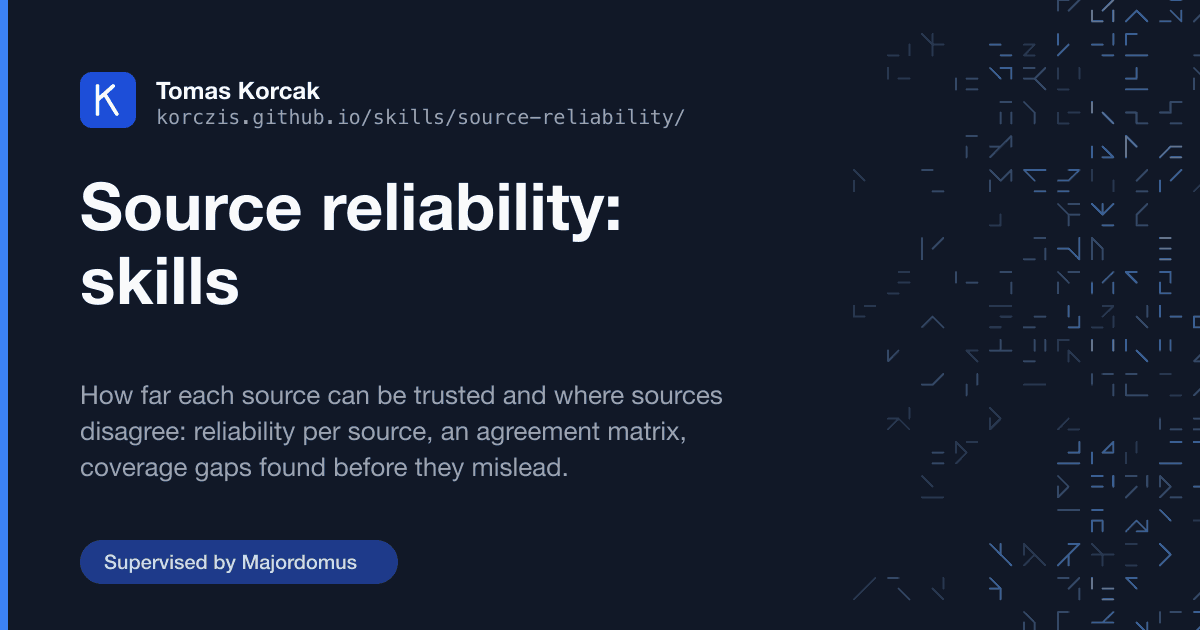 Tomas Korcak
korczis.github.io/skills/source-reliability/
Source reliability:
skills
How far each source can be trusted and where sources
disagree: reliability per source, an agreement matrix,
coverage gaps found before they mislead.
Supervised by Majordomus